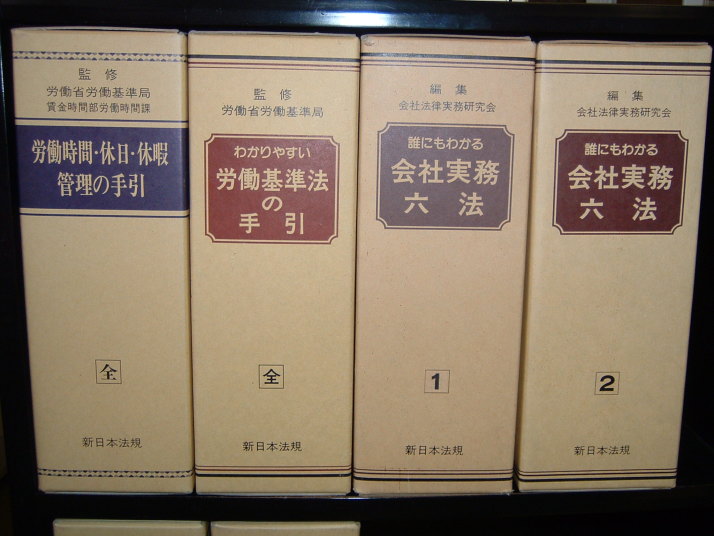 監修
労働省労働基準局
賃金時間部労働時間課
労働時間・休日・休暇
管理の手引
全
新日本法規
監修
労働省労働基準局
わかりやすい
労働基準法
の
手引
全
新日本法規
編集
会社法律実務研究会
誰にもわかる
会社実務
六法
1
新日本法規
編集
会社法律実務研究会
誰にもわかる
会社実務
六法
2
新日本法規